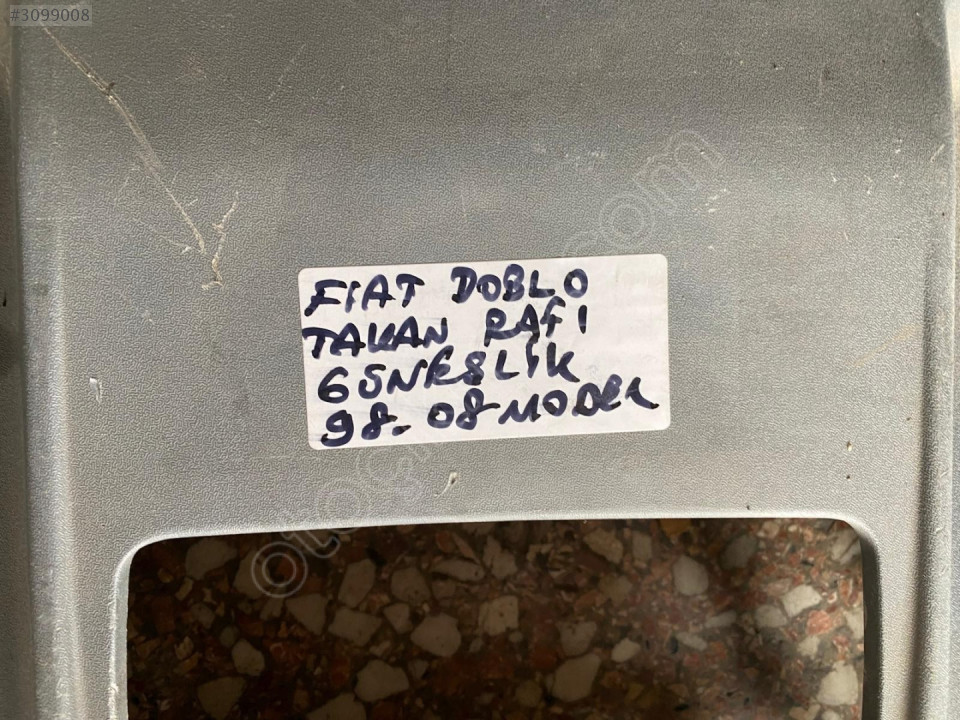 #3099008
FIAT DOBLO
TAVAN RAFI
GÜNEŞLİK
98-08 MODEL